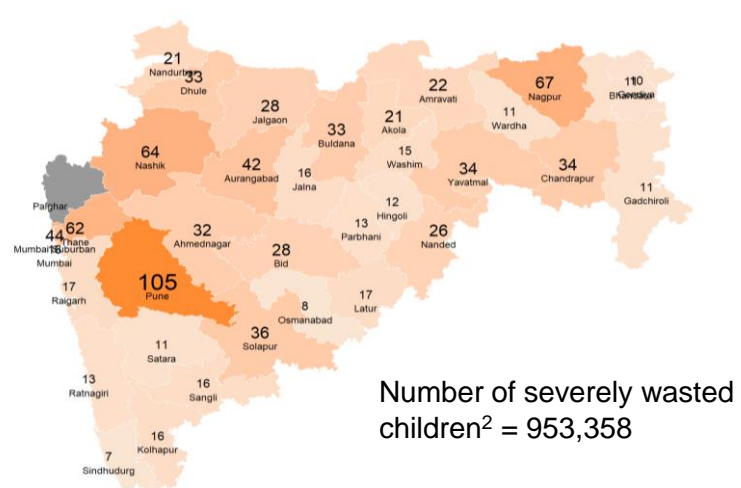 21
Nandurbar
33
Dhule
28
Jalgaon
33
Buldana
21
Akola
22
Amravati
67
Nagpur
11
Wardha
11
10
64
Nashik
42
Aurangabad
16
Jalna
15
Washim
34
Yavatmal
34
Chandrapur
11
Gadchiroli
Palghar
62
Thane
44
Mumbai Suburban
Mumbai
32
Ahmednagar
28
Bid
13
Parbhani
12
Hingoli
26
Nanded
17
Raigarh
105
Pune
8
Osmanabad
17
Latur
36
Solapur
11
Satara
13
Ratnagiri
16
Sangli
16
Kolhapur
7
Sindhudurg
Number of severely wasted
children² = 953,358